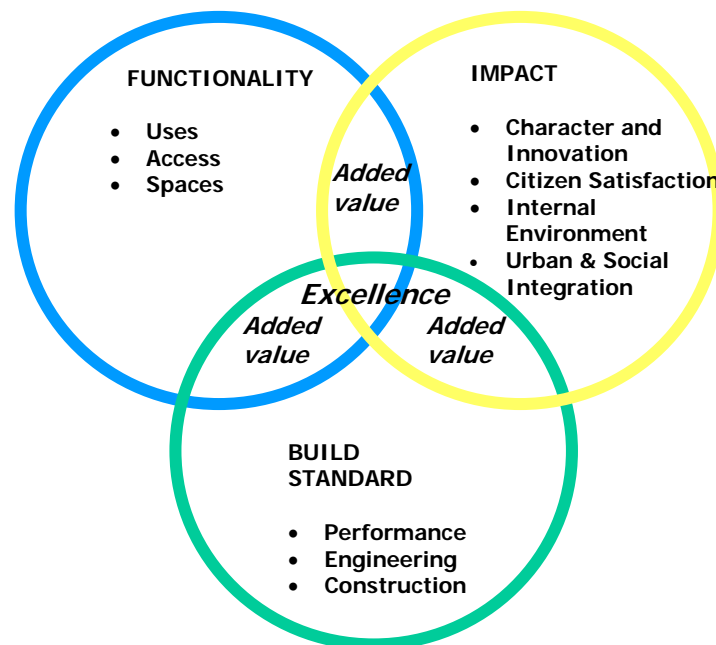 FUNCTIONALITY
• Uses
• Access
• Spaces
IMPACT
• Character and
Innovation
• Citizen Satisfaction
• Internal
Environment
• Urban & Social
Integration
Added
value
Excellence
Added
value
Added
value
BUILD
STANDARD
• Performance
• Engineering
• Construction